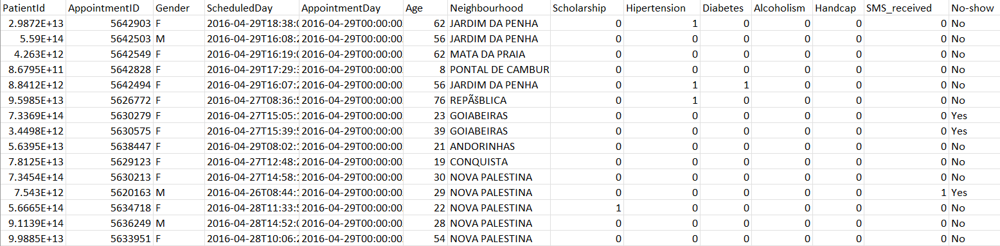 PatientId AppointmentID Gender ScheduledDay AppointmentDay Age Neighbourhood Scholarship Hipertension Diabetes Alcoholism Handcap SMS_received No-show
2.9872E+13 5642903 F 2016-04-29T18:38:0 2016-04-29T00:00:00 62 JARDIM DA PENHA 0 1 0 0 0 0 No
5.59E+14 5642503 M 2016-04-29T16:08:2 2016-04-29T00:00:00 56 JARDIM DA PENHA 0 0 0 0 0 0 No
4.263E+12 5642549 F 2016-04-29T16:19:0 2016-04-29T00:00:00 62 MATA DA PRAIA 0 0 0 0 0 0 No
8.6795E+11 5642828 F 2016-04-29T17:29:3 2016-04-29T00:00:00 8 PONTAL DE CAMBUR 0 0 0 0 0 0 No
8.8412E+12 5642494 F 2016-04-29T16:07:2 2016-04-29T00:00:00 56 JARDIM DA PENHA 0 1 1 0 0 0 No
9.5985E+13 5626772 F 2016-04-27T08:36:5 2016-04-29T00:00:00 76 REPÃšBLICA 0 1 0 0 0 0 No
7.3369E+14 5630279 F 2016-04-27T15:05:1 2016-04-29T00:00:00 23 GOIABEIRAS 0 0 0 0 0 0 Yes
3.4498E+12 5630575 F 2016-04-27T15:39:5 2016-04-29T00:00:00 39 GOIABEIRAS 0 0 0 0 0 0 Yes
5.6395E+13 5638447 F 2016-04-29T08:02:1 2016-04-29T00:00:00 21 ANDORINHAS 0 0 0 0 0 0 No
7.8125E+13 5629123 F 2016-04-27T12:48:2 2016-04-29T00:00:00 19 CONQUISTA 0 0 0 0 0 0 No
7.3454E+14 5630213 F 2016-04-27T14:58:1 2016-04-29T00:00:00 30 NOVA PALESTINA 0 0 0 0 0 0 No
7.543E+12 5620163 M 2016-04-26T08:44:1 2016-04-29T00:00:00 29 NOVA PALESTINA 0 0 0 0 0 1 Yes
5.6665E+14 5634718 F 2016-04-28T11:33:5 2016-04-29T00:00:00 22 NOVA PALESTINA 1 0 0 0 0 0 No
9.1139E+14 5636249 M 2016-04-28T14:52:0 2016-04-29T00:00:00 28 NOVA PALESTINA 0 0 0 0 0 0 No
9.9885E+13 5633951 F 2016-04-28T10:06:2 2016-04-29T00:00:00 54 NOVA PALESTINA 0 0 0 0 0 0 No